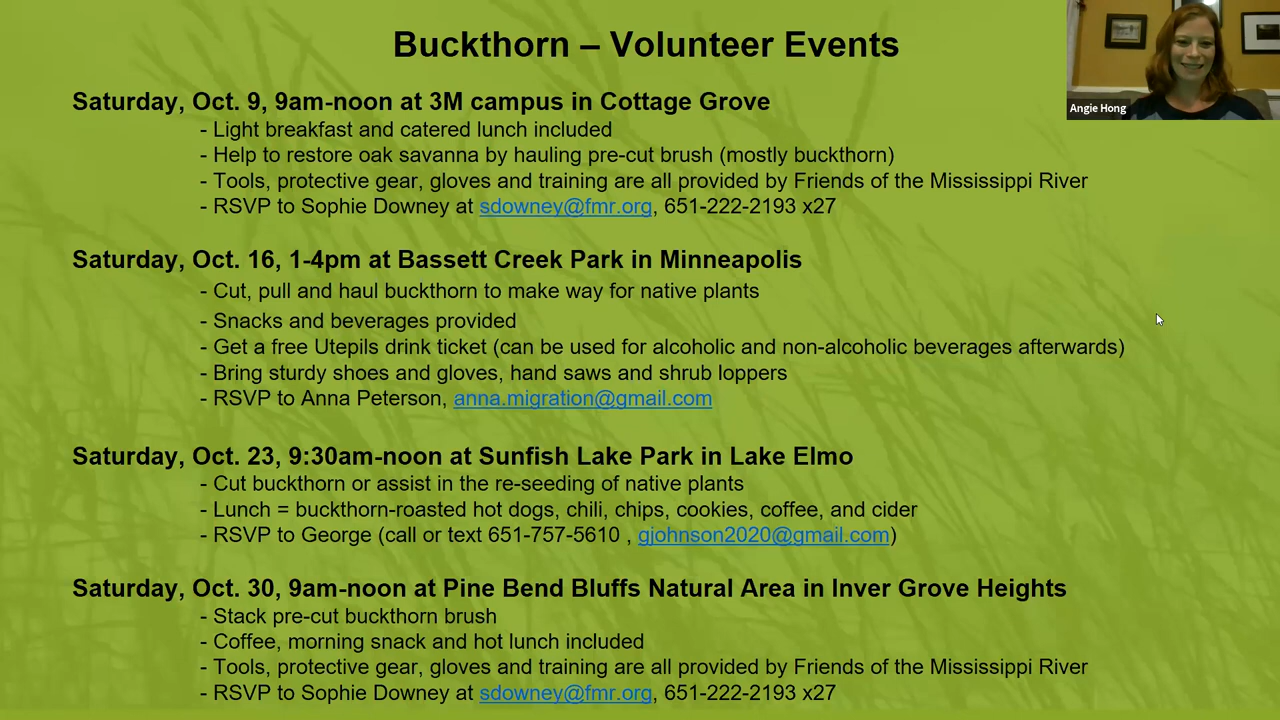 Buckthorn – Volunteer Events
Angie Hong
Saturday, Oct. 9, 9am-noon at 3M campus in Cottage Grove
- Light breakfast and catered lunch included
- Help to restore oak savanna by hauling pre-cut brush (mostly buckthorn)
- Tools, protective gear, gloves and training are all provided by Friends of the Mississippi River
- RSVP to Sophie Downey at sdowney@fmr.org, 651-222-2193 x27
Saturday, Oct. 16, 1-4pm at Bassett Creek Park in Minneapolis
- Cut, pull and haul buckthorn to make way for native plants
- Snacks and beverages provided
- Get a free Utepils drink ticket (can be used for alcoholic and non-alcoholic beverages afterwards)
- Bring sturdy shoes and gloves, hand saws and shrub loppers
- RSVP to Anna Peterson, anna.migration@gmail.com
Saturday, Oct. 23, 9:30am-noon at Sunfish Lake Park in Lake Elmo
- Cut buckthorn or assist in the re-seeding of native plants
- Lunch = buckthorn-roasted hot dogs, chili, chips, cookies, coffee, and cider
- RSVP to George (call or text 651-757-5610 , gjohnson2020@gmail.com)
Saturday, Oct. 30, 9am-noon at Pine Bend Bluffs Natural Area in Inver Grove Heights
- Stack pre-cut buckthorn brush
- Coffee, morning snack and hot lunch included
- Tools, protective gear, gloves and training are all provided by Friends of the Mississippi River
- RSVP to Sophie Downey at sdowney@fmr.org, 651-222-2193 x27